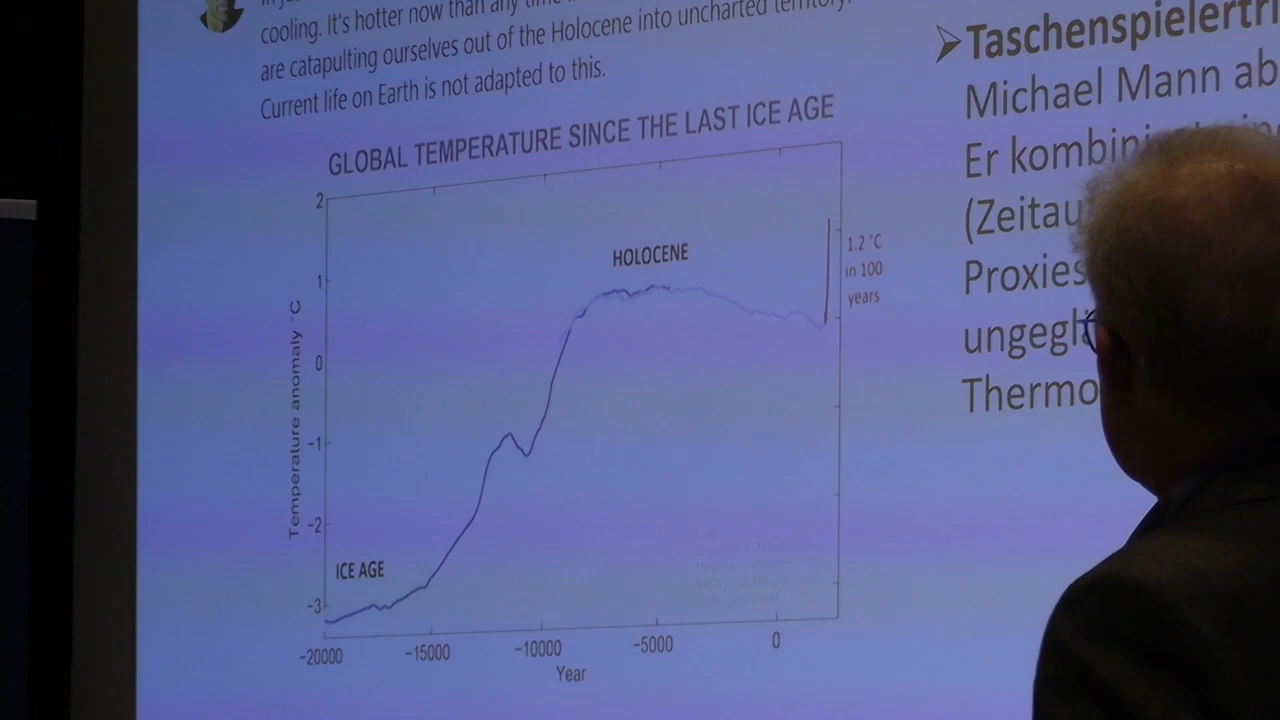 cooling. It's hotter now than any time
are catapulting ourselves out of the Holocene into uncharted territory.
Current life on Earth is not adapted to this.
GLOBAL TEMPERATURE SINCE THE LAST ICE AGE
2
1
0
-1
-2
-3
Temperature anomaly °C
HOLOCENE
1.2 °C
in 100
years
ICE AGE
-20000 -15000 -10000 -5000 0
Year
Taschenspielertri
Michael Mann ab
Er kombin
(Zeitau
Proxies
ungegl
Thermo